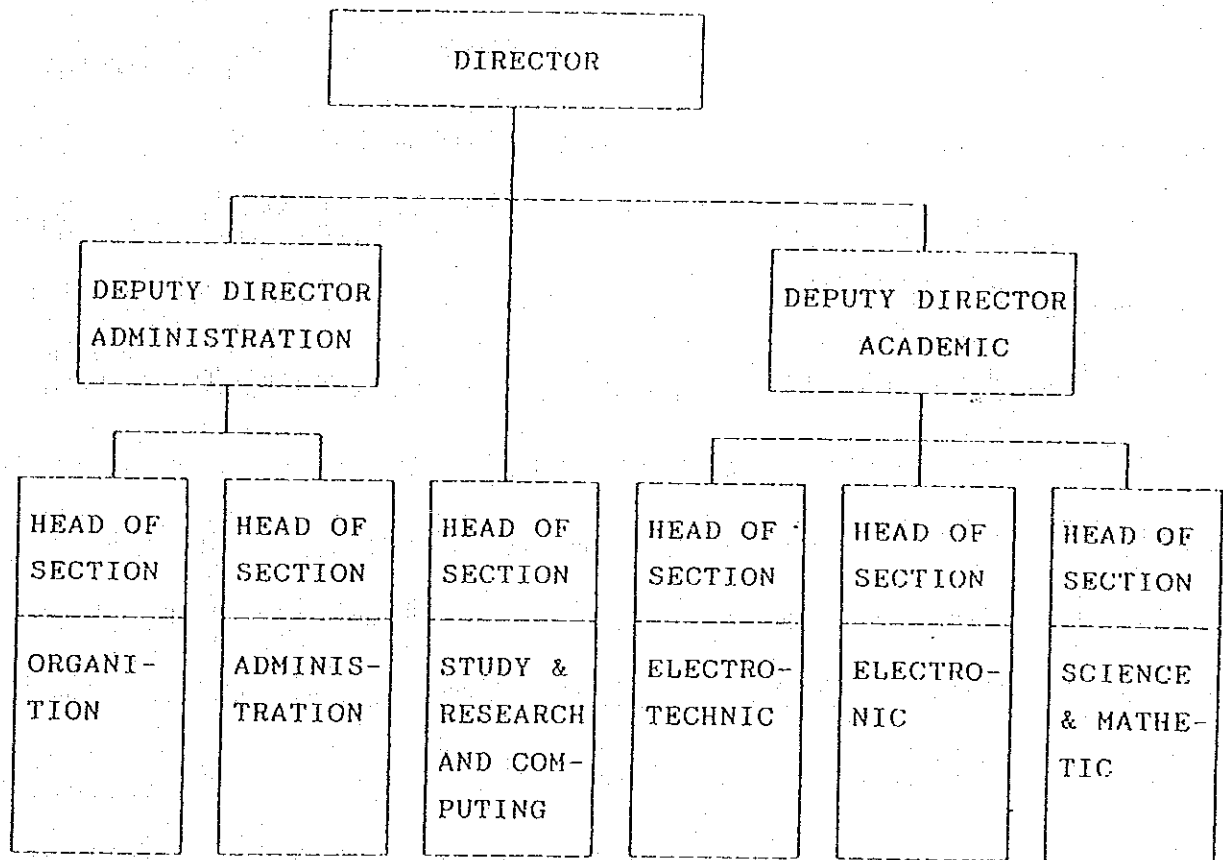 DIRECTOR
DEPUTY DIRECTOR
ADMINISTRATION
DEPUTY DIRECTOR
ACADEMIC
HEAD OF
SECTION
ORGANI-
TION
HEAD OF
SECTION
ADMINIS-
TRATION
HEAD OF
SECTION
STUDY &
RESEARCH
AND COM-
PUTING
HEAD OF
SECTION
ELECTRO-
TECHNIC
HEAD OF
SECTION
ELECTRO-
NIC
HEAD OF
SECTION
SCIENCE
& MATHE-
TIC